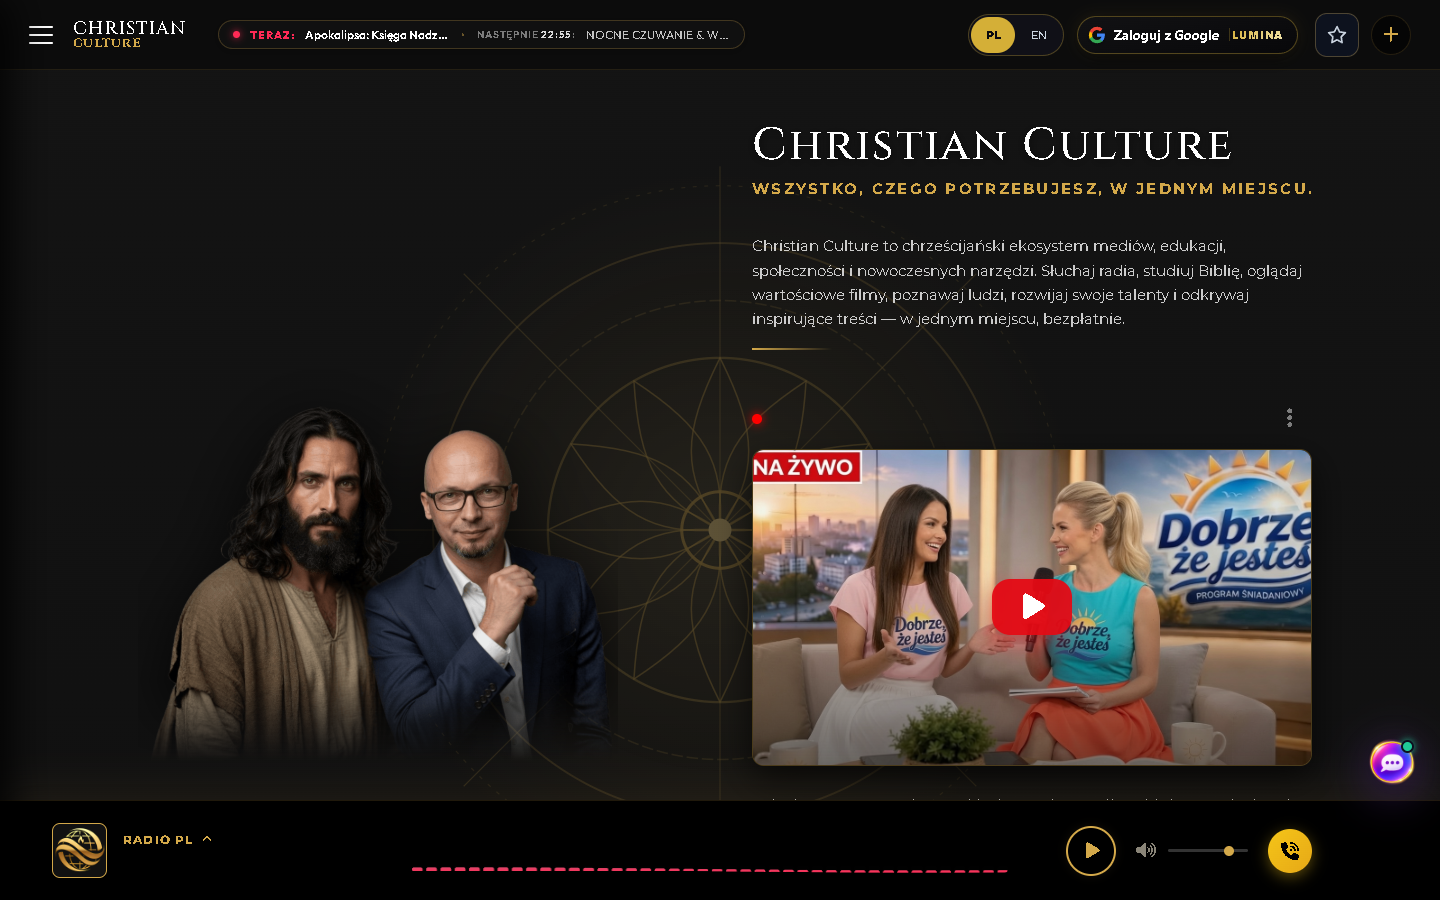 CHRISTIAN
CULTURE
TERAZ: Apokalipsa: Księga Nadz... • NASTĘPNIE 22:55: NOCNE CZUWANIE & W...
PL EN
Zaloguj z Google LUMINA
Christian Culture
WSZYSTKO, CZEGO POTRZEBUJESZ, W JEDNYM MIEJSCU.
Christian Culture to chrześcijański ekosystem mediów, edukacji,
społeczności i nowoczesnych narzędzi. Słuchaj radia, studiuj Biblię, oglądaj
wartościowe filmy, poznawaj ludzi, rozwijaj swoje talenty i odkrywaj
inspirujące treści — w jednym miejscu, bezpłatnie.
NA ŻYWO
Dobrze
że jesteś
PROGRAM ŚNIADANIOWY
Dobrze,
że jesteś
Dobrze,
że jesteś
RADIO PL